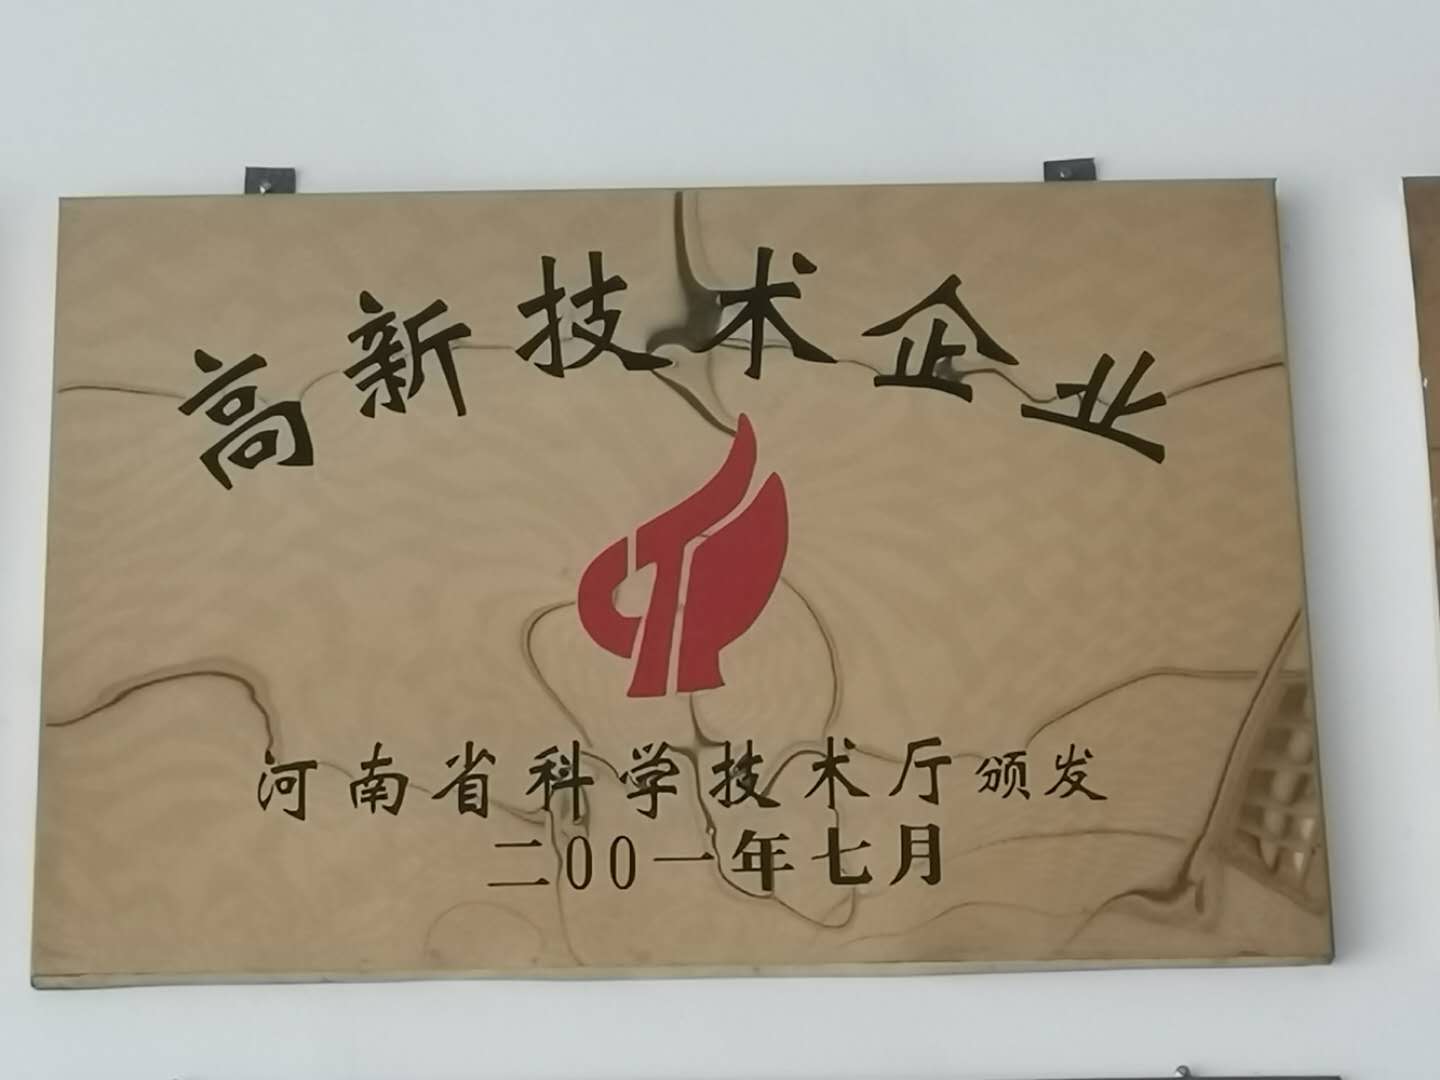 高新技术企业
河南省科学技术厅颁发
二00一年七月